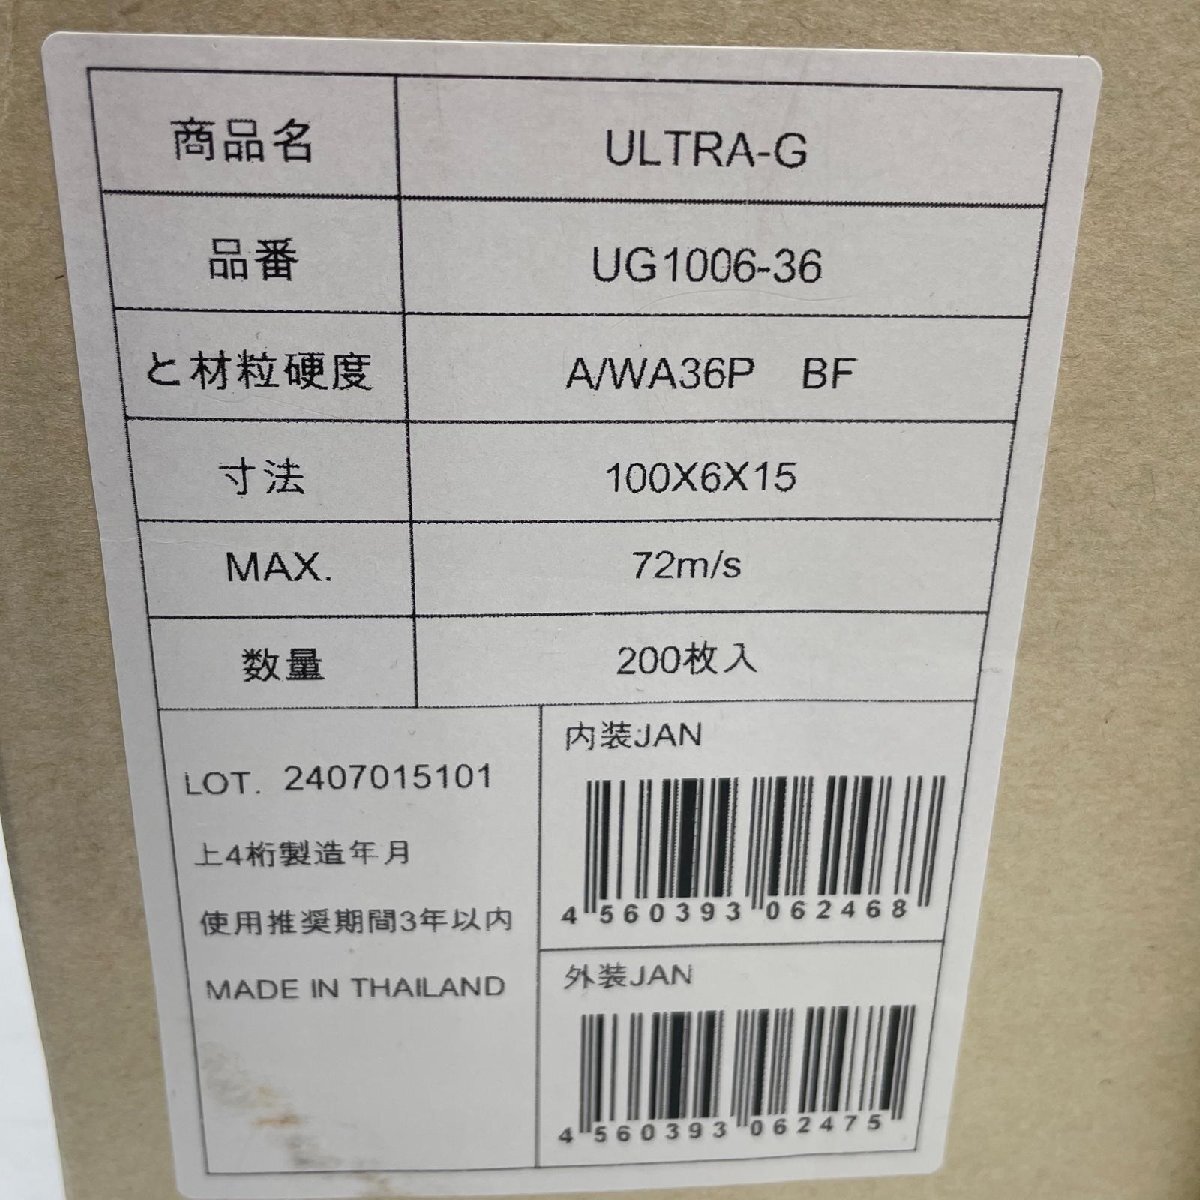 商品名 ULTRA-G
品番 UG1006-36
と材粒硬度 A/WA36P BF
寸法 100X6X15
MAX. 72m/s
数量 200枚入
LOT. 2407015101
上4桁製造年月
使用推奨期間3年以内
MADE IN THAILAND
内装JAN
4 560393 062468
外装JAN
4 560393 062475